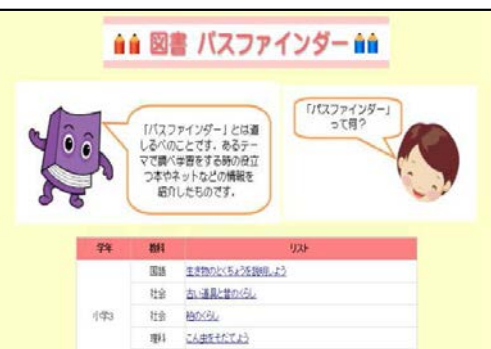 図書 パスファインダー
「パスファインダー」とは道
しるべのことです。あるテー
マで調べ学習をする時の役立
つ本やネットなどの情報を
紹介したものです。
「パスファインダー」
って何?
学年 教科 リスト
国語 生き物のとくちょうを説明しよう
社会 古い道具と昔のくらし
小学3 社会 柏のくらし
理科 こん虫をそだてよう